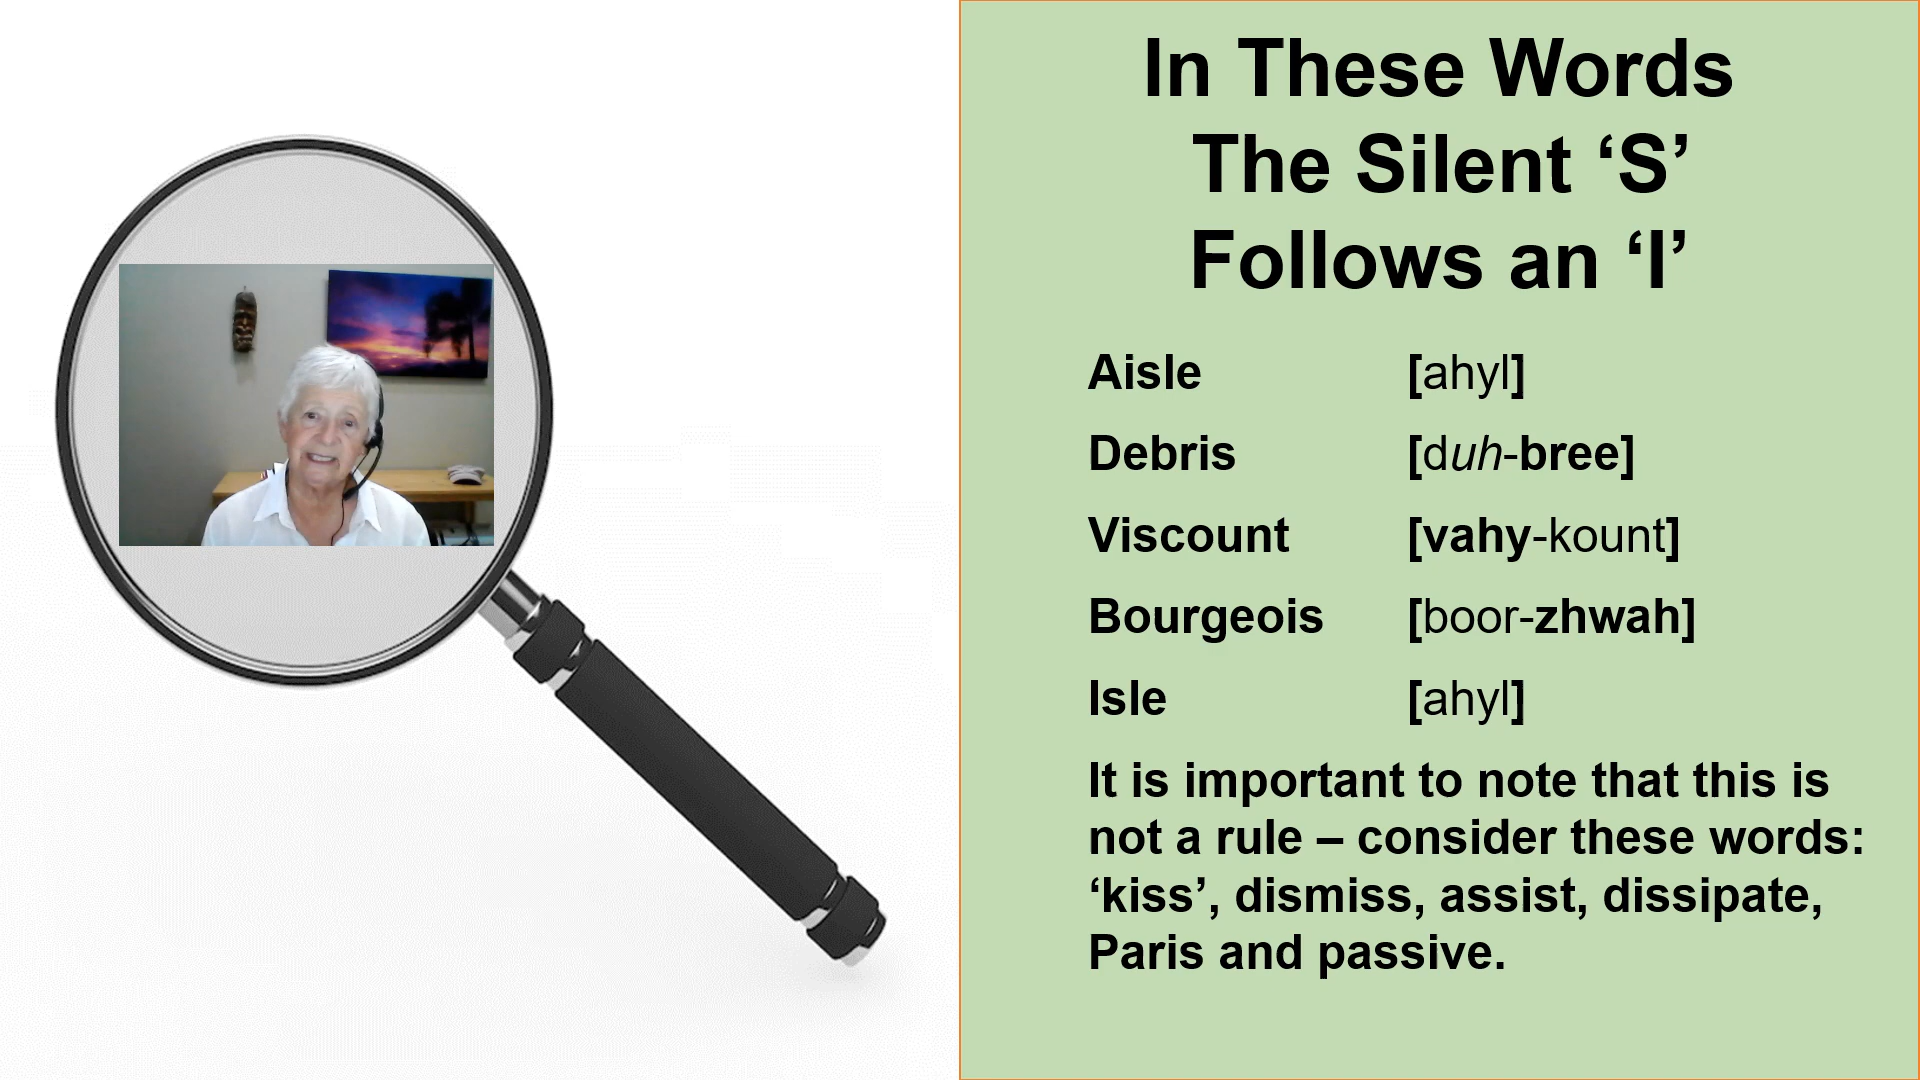 In These Words
The Silent ‘S’
Follows an ‘I’
Aisle [ahyl]
Debris [duh-bree]
Viscount [vahy-kount]
Bourgeois [boor-zhwah]
Isle [ahyl]
It is important to note that this is
not a rule – consider these words:
‘kiss’, dismiss, assist, dissipate,
Paris and passive.